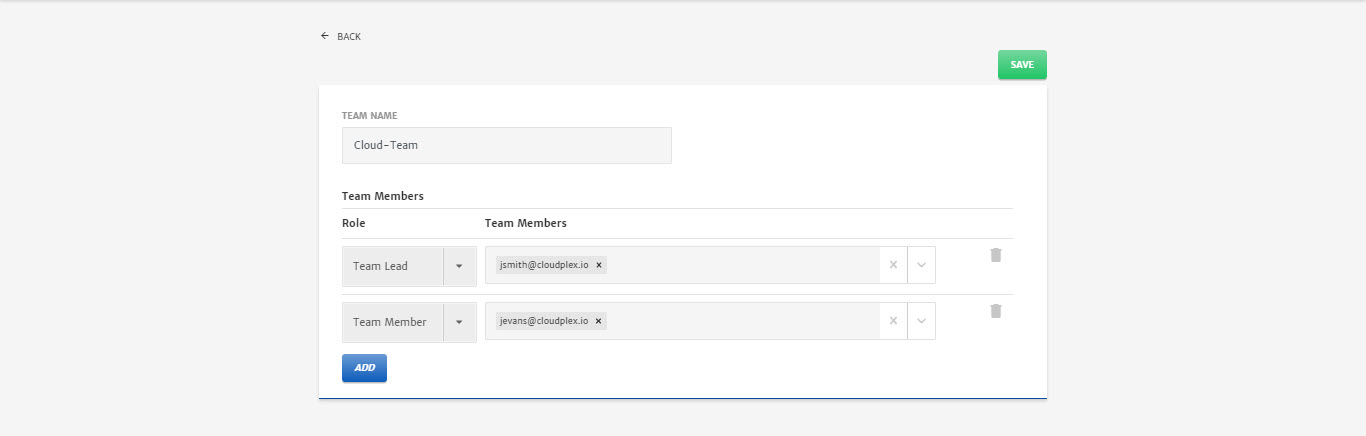 BACK
SAVE
TEAM NAME
Cloud-Team
Team Members
Role Team Members
Team Lead jsmith@cloudplex.io
Team Member jevans@cloudplex.io
ADD